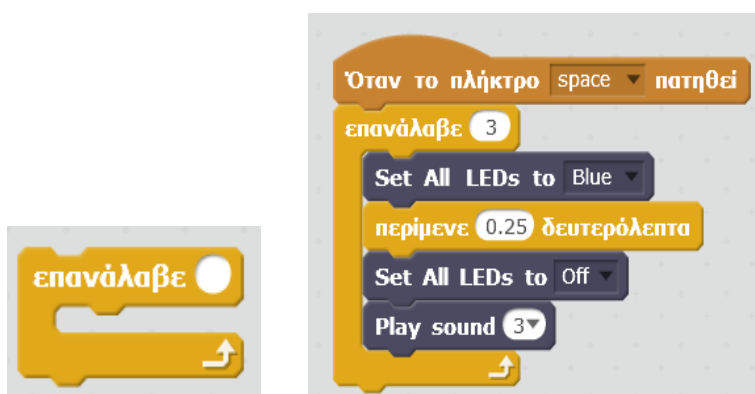 επανάλαβε
Όταν το πλήκτρο space πατηθεί
επανάλαβε 3
Set All LEDs to Blue
περίμενε 0.25 δευτερόλεπτα
Set All LEDs to Off
Play sound 3